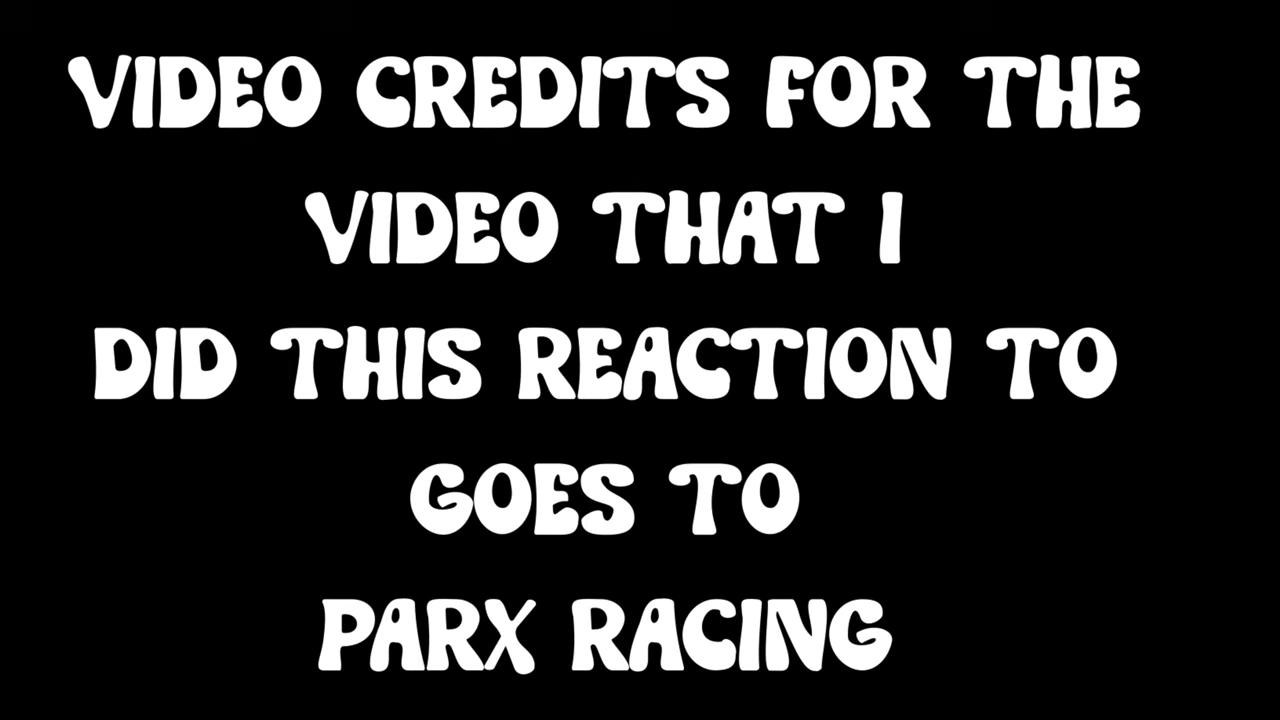 VIDEO CREDITS FOR THE
VIDEO THAT I
DID THIS REACTION TO
GOES TO
PARX RACING